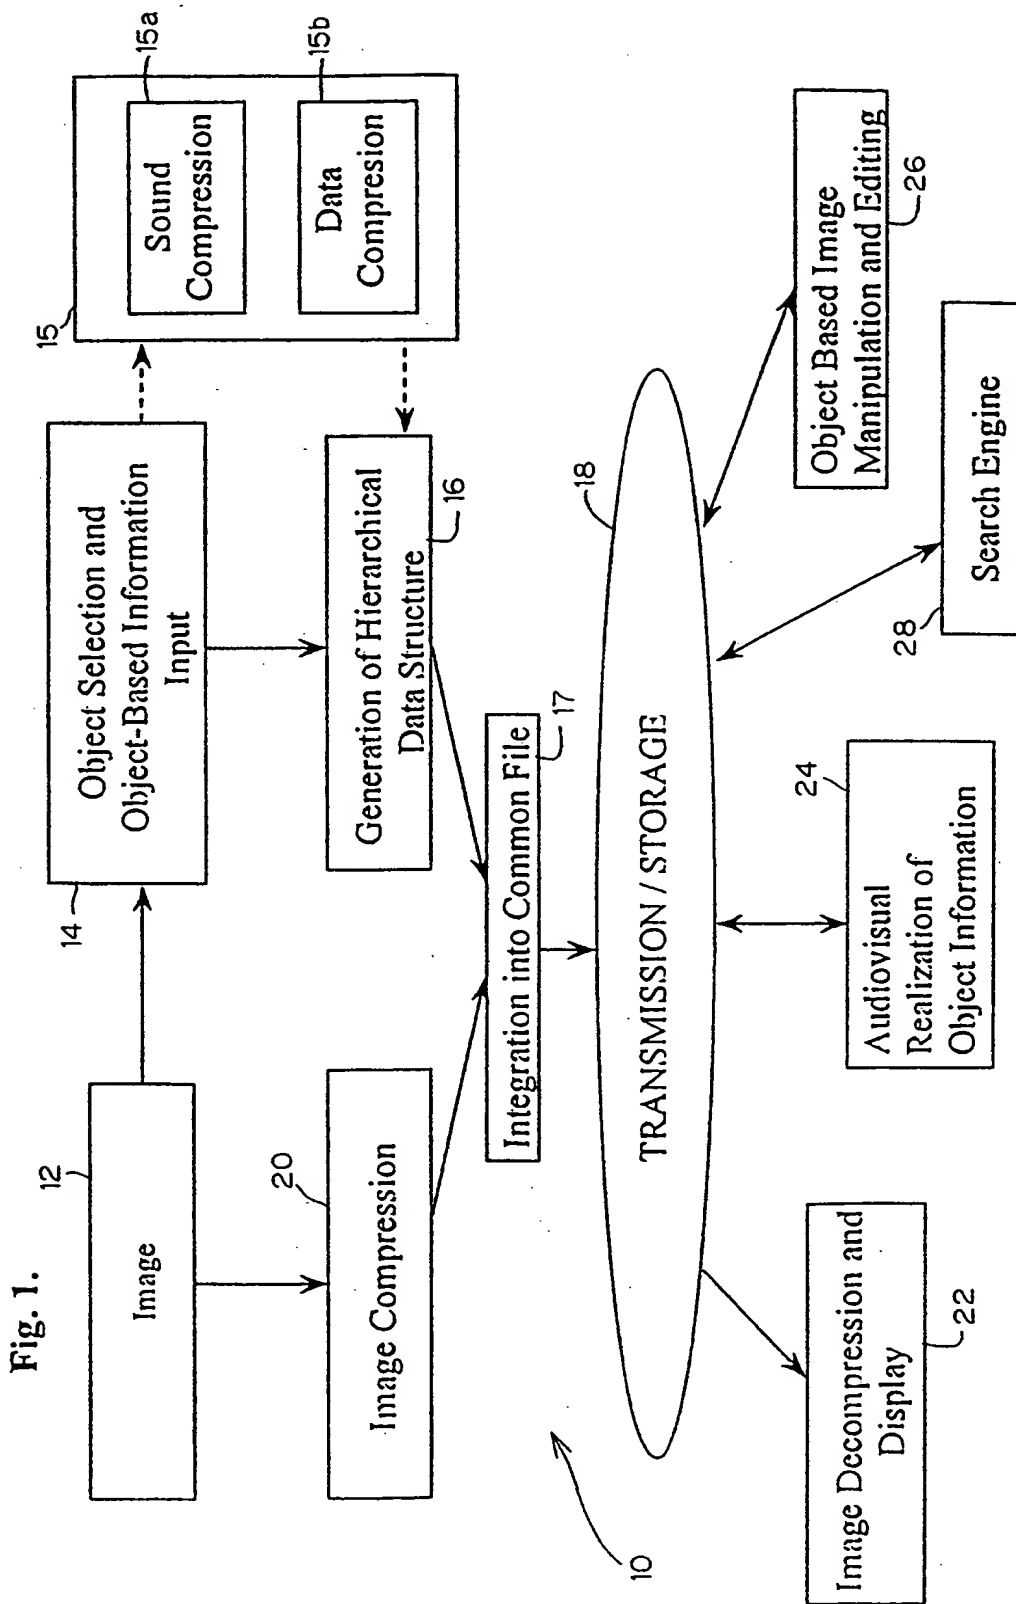 Fig. 1.
12
Image
14
Object Selection and
Object-Based Information
Input
15
15a
Sound
Compression
15b
Data
Compresion
20
Image Compression
Generation of Hierarchical
Data Structure
16
Integration into Common File
17
18
TRANSMISSION / STORAGE
10
Image Decompression and
Display
22
24
Audiovisual
Realization of
Object Information
28
Search Engine
Object Based Image
Manipulation and Editing
26